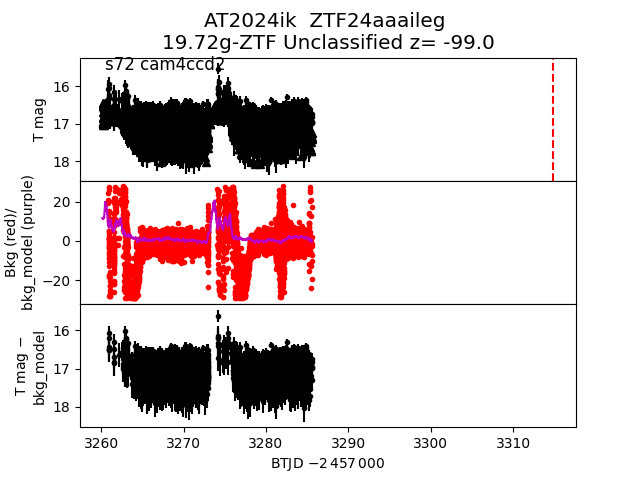 AT2024ik  ZTF24aaaileg
19.72g-ZTF Unclassified z= -99.0
s72 cam4ccd2
T mag
16
17
18
Bkg (red)/
bkg_model (purple)
20
0
−20
T mag −
bkg_model
16
17
18
3260 3270 3280 3290 3300 3310
BTJD −2 457 000